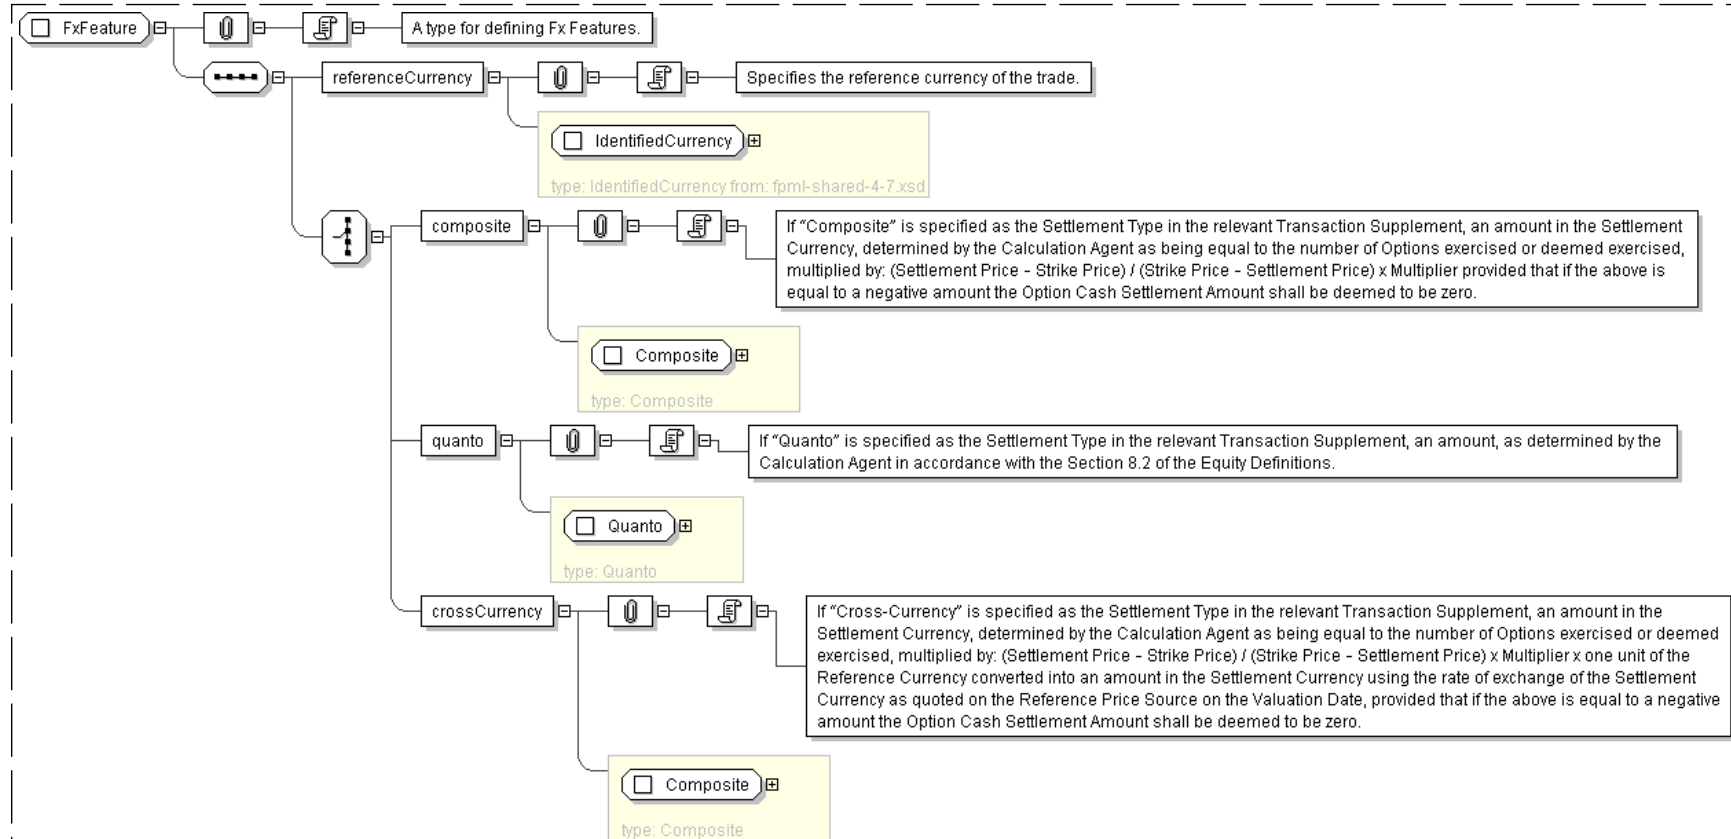 FxFeature
A type for defining Fx Features.
referenceCurrency
Specifies the reference currency of the trade.
IdentifiedCurrency
type: IdentifiedCurrency from: fpml-shared-4-7.xsd
composite
If “Composite” is specified as the Settlement Type in the relevant Transaction Supplement, an amount in the Settlement
Currency, determined by the Calculation Agent as being equal to the number of Options exercised or deemed exercised,
multiplied by: (Settlement Price – Strike Price) / (Strike Price – Settlement Price) x Multiplier provided that if the above is
equal to a negative amount the Option Cash Settlement Amount shall be deemed to be zero.
Composite
type: Composite
quanto
If “Quanto” is specified as the Settlement Type in the relevant Transaction Supplement, an amount, as determined by the
Calculation Agent in accordance with the Section 8.2 of the Equity Definitions.
Quanto
type: Quanto
crossCurrency
If “Cross-Currency” is specified as the Settlement Type in the relevant Transaction Supplement, an amount in the
Settlement Currency, determined by the Calculation Agent as being equal to the number of Options exercised or deemed
exercised, multiplied by: (Settlement Price – Strike Price) / (Strike Price – Settlement Price) x Multiplier x one unit of the
Reference Currency converted into an amount in the Settlement Currency using the rate of exchange of the Settlement
Currency as quoted on the Reference Price Source on the Valuation Date, provided that if the above is equal to a negative
amount the Option Cash Settlement Amount shall be deemed to be zero.
Composite
type: Composite